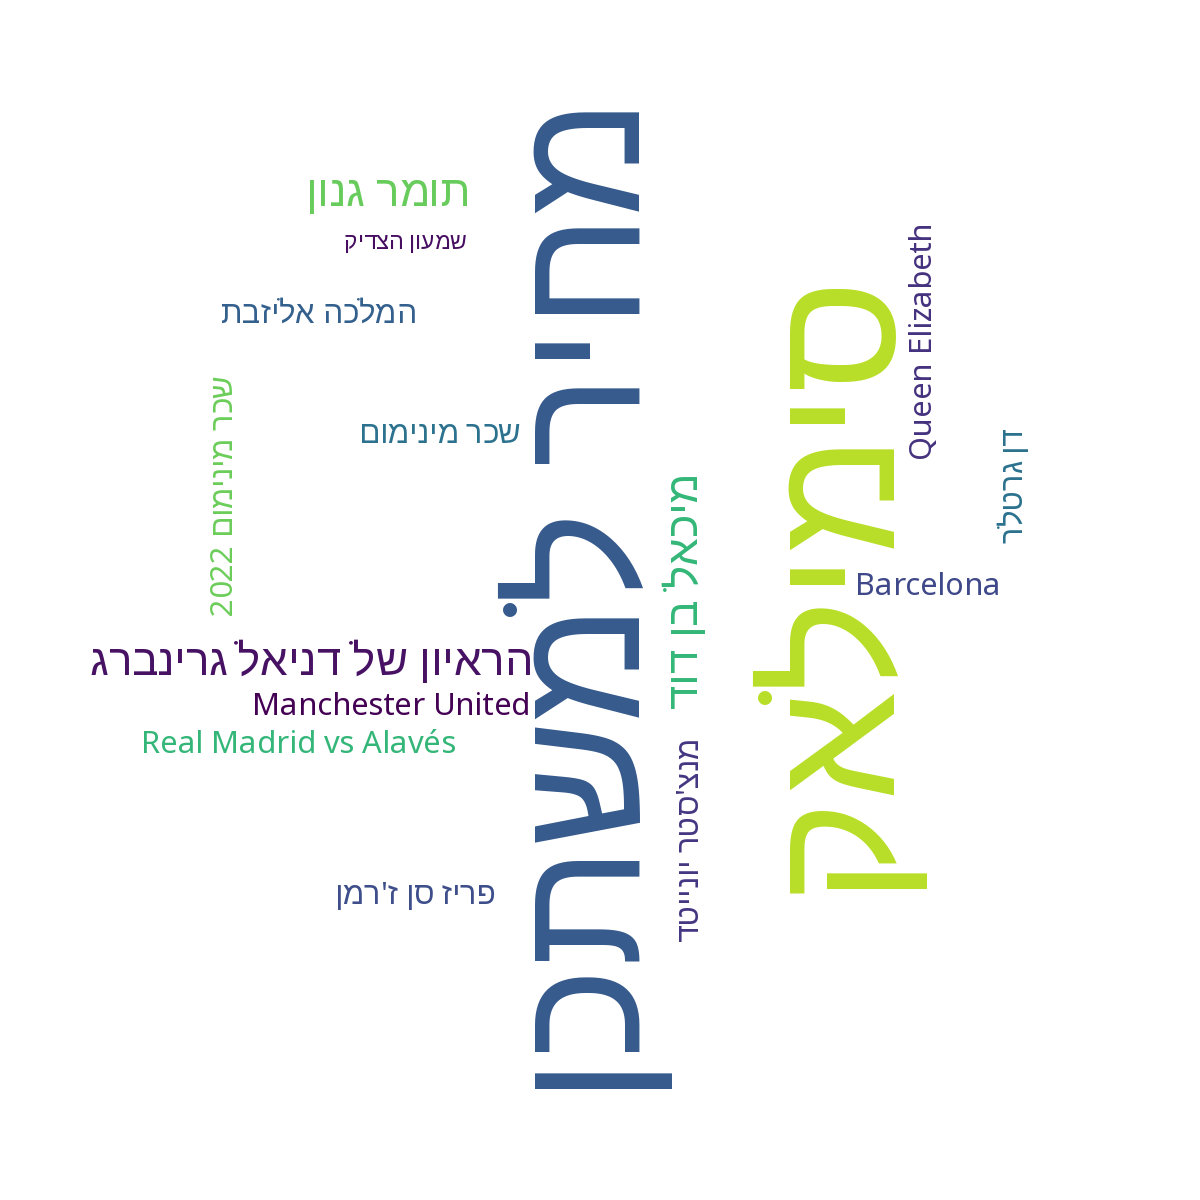 תומר גנון
שמעון הצדיק
המלכה אליזבת
שכר מינימום
שכר מינימום 2022
מחיר למשתכן
סימילאק
Queen Elizabeth
דן גרטלר
מיכאל בן דוד
Barcelona
הראיון של דניאל גרינברג
Manchester United
Real Madrid vs Alavés
מנצ'סטר יונייטד
פריז סן ז'רמן